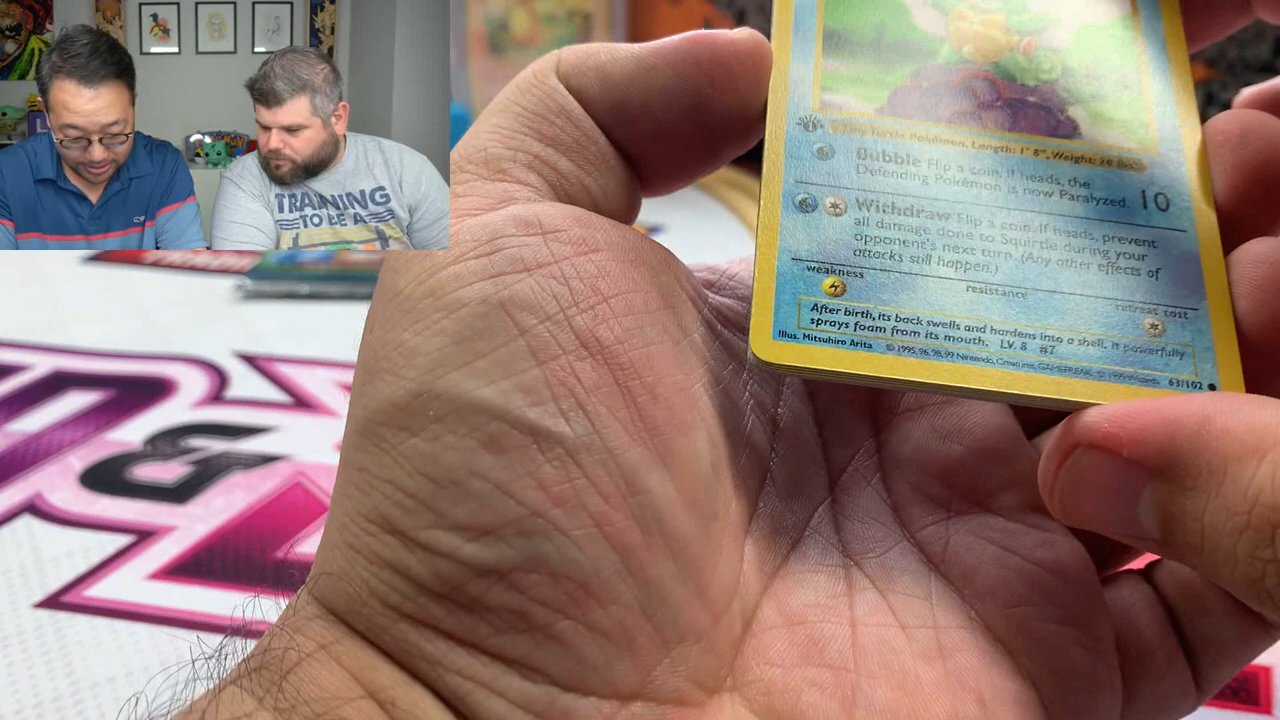 TRAINING
TO BE A
Tiny Turtle Pokémon. Length: 1' 8", Weight: 20 lbs.
Bubble Flip a coin. If heads, the
Defending Pokémon is now Paralyzed. 10
Withdraw Flip a coin. If heads, prevent
all damage done to Squirtle during your
opponent's next turn. (Any other effects of
attacks still happen.)
weakness
resistance
retreat cost
After birth, its back swells and hardens into a shell. It powerfully
sprays foam from its mouth. LV. 8 #7
Illus. Mitsuhiro Arita © 1995, 96, 98, 99 Nintendo, Creatures, GAMEFREAK. 63/102
&